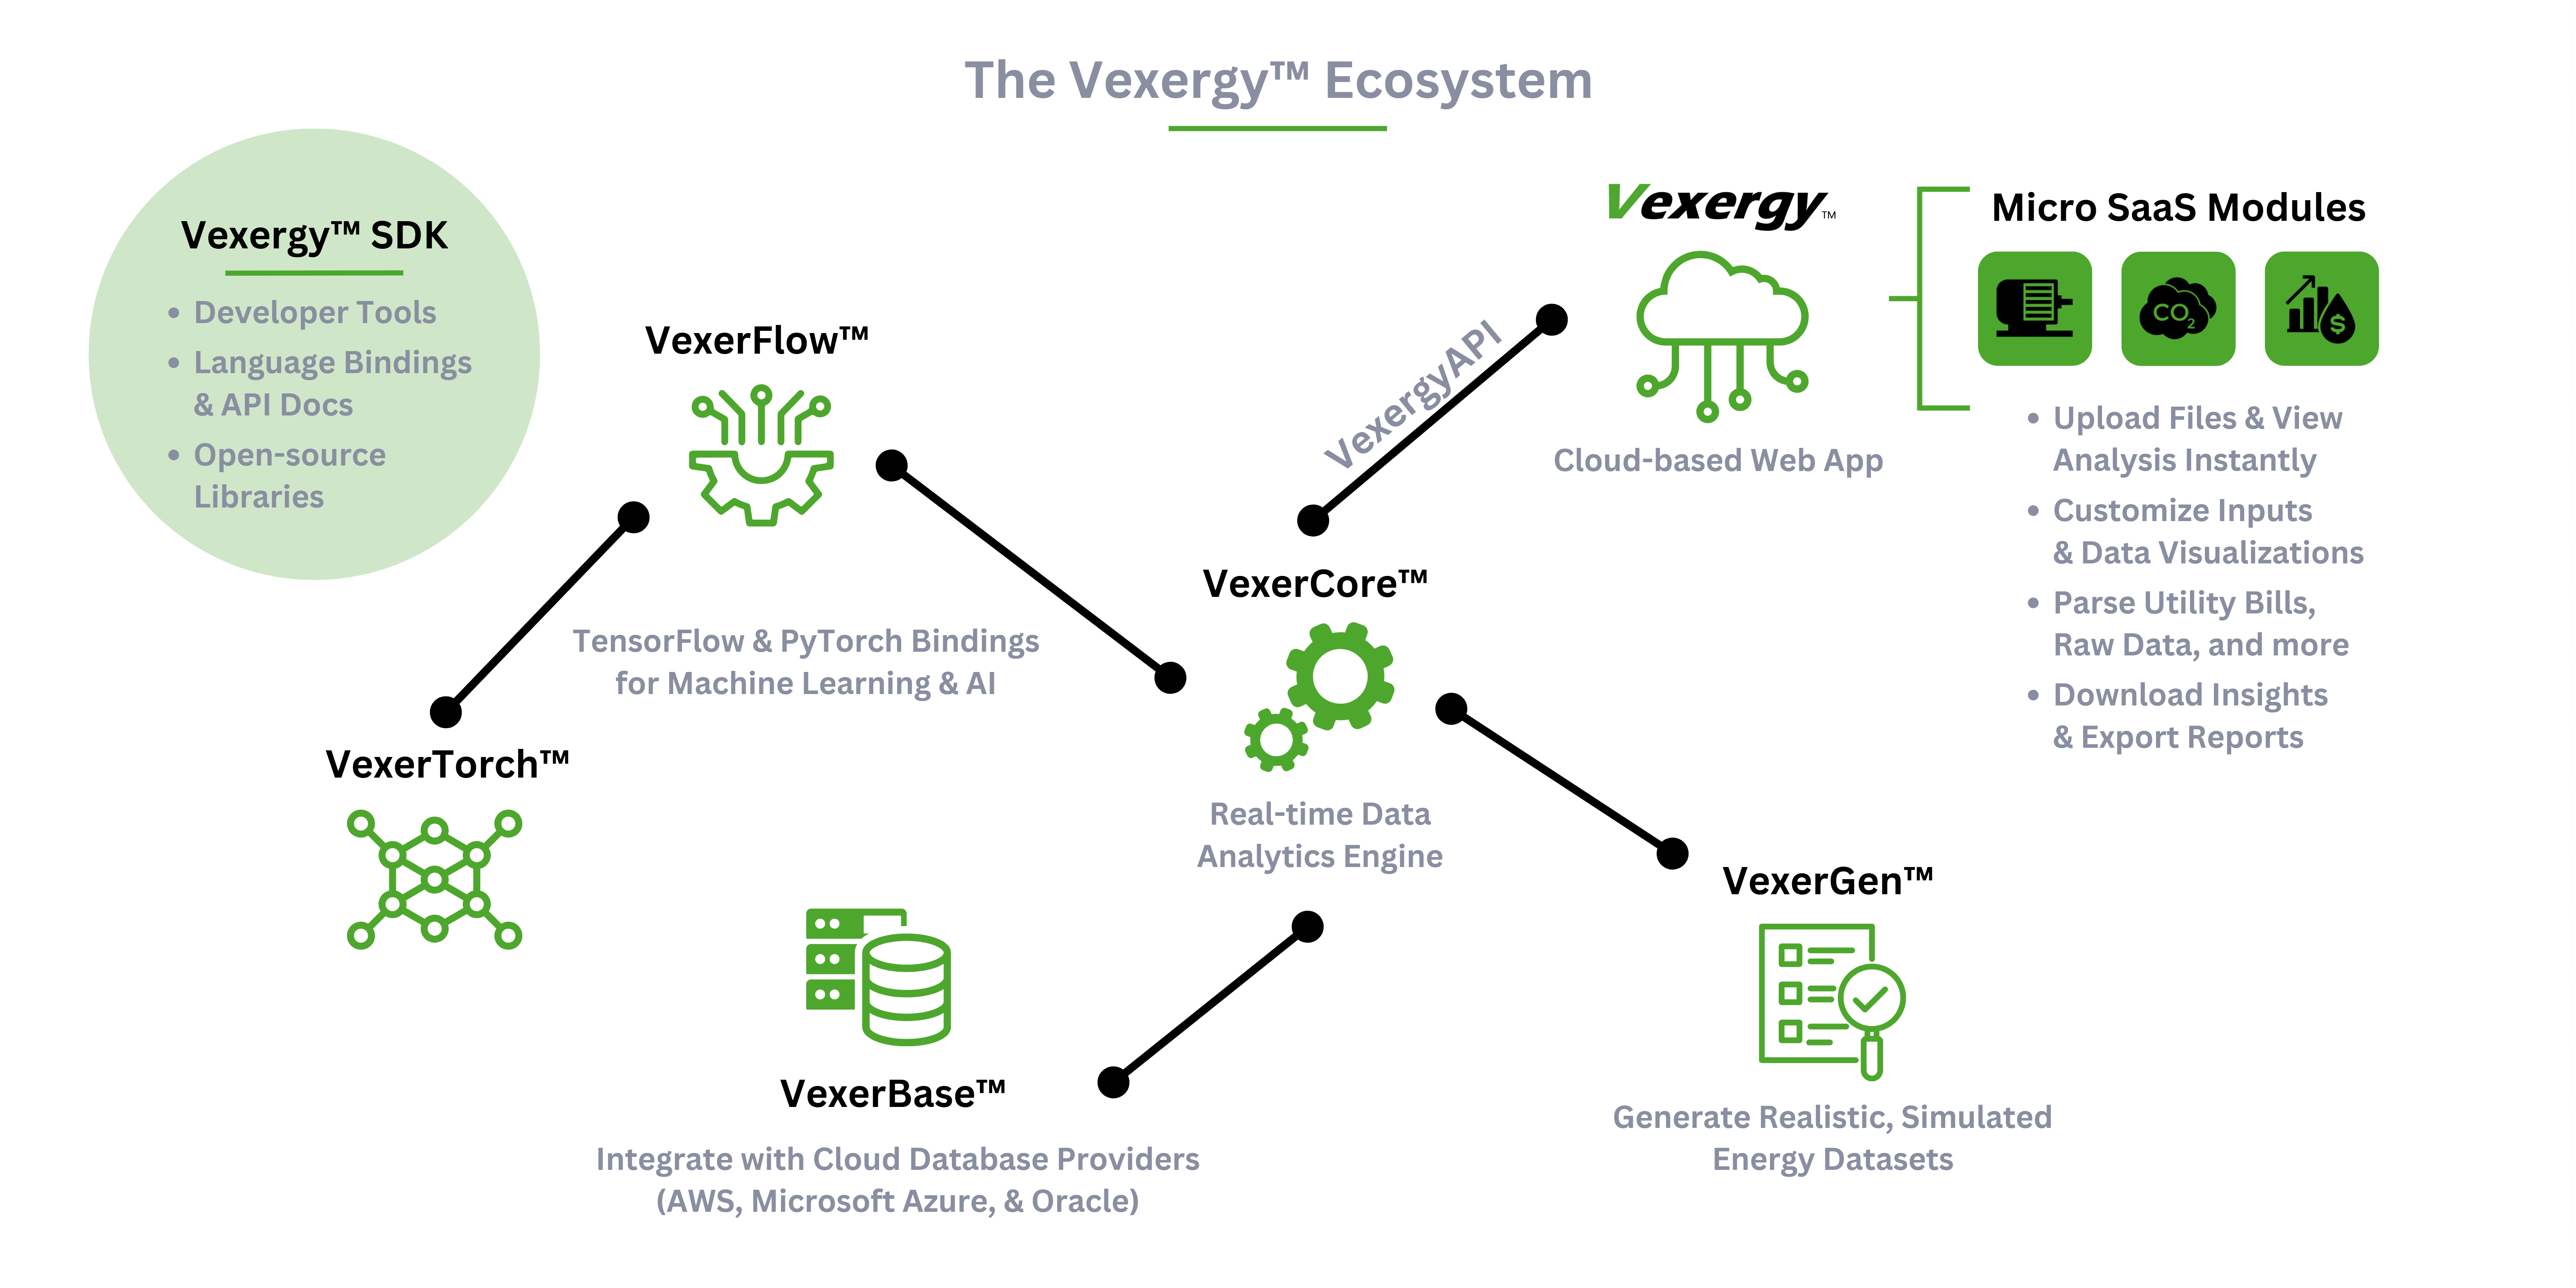 The Vexergy™ Ecosystem
Vexergy™ SDK
• Developer Tools
• Language Bindings
& API Docs
• Open-source
Libraries
VexerFlow™
TensorFlow & PyTorch Bindings
for Machine Learning & AI
VexerTorch™
VexerCore™
Real-time Data
Analytics Engine
VexerBase™
Integrate with Cloud Database Providers
(AWS, Microsoft Azure, & Oracle)
VexergyAPI
Vexergy™
Cloud-based Web App
Micro SaaS Modules
CO2
$
• Upload Files & View
Analysis Instantly
• Customize Inputs
& Data Visualizations
• Parse Utility Bills,
Raw Data, and more
• Download Insights
& Export Reports
VexerGen™
Generate Realistic, Simulated
Energy Datasets